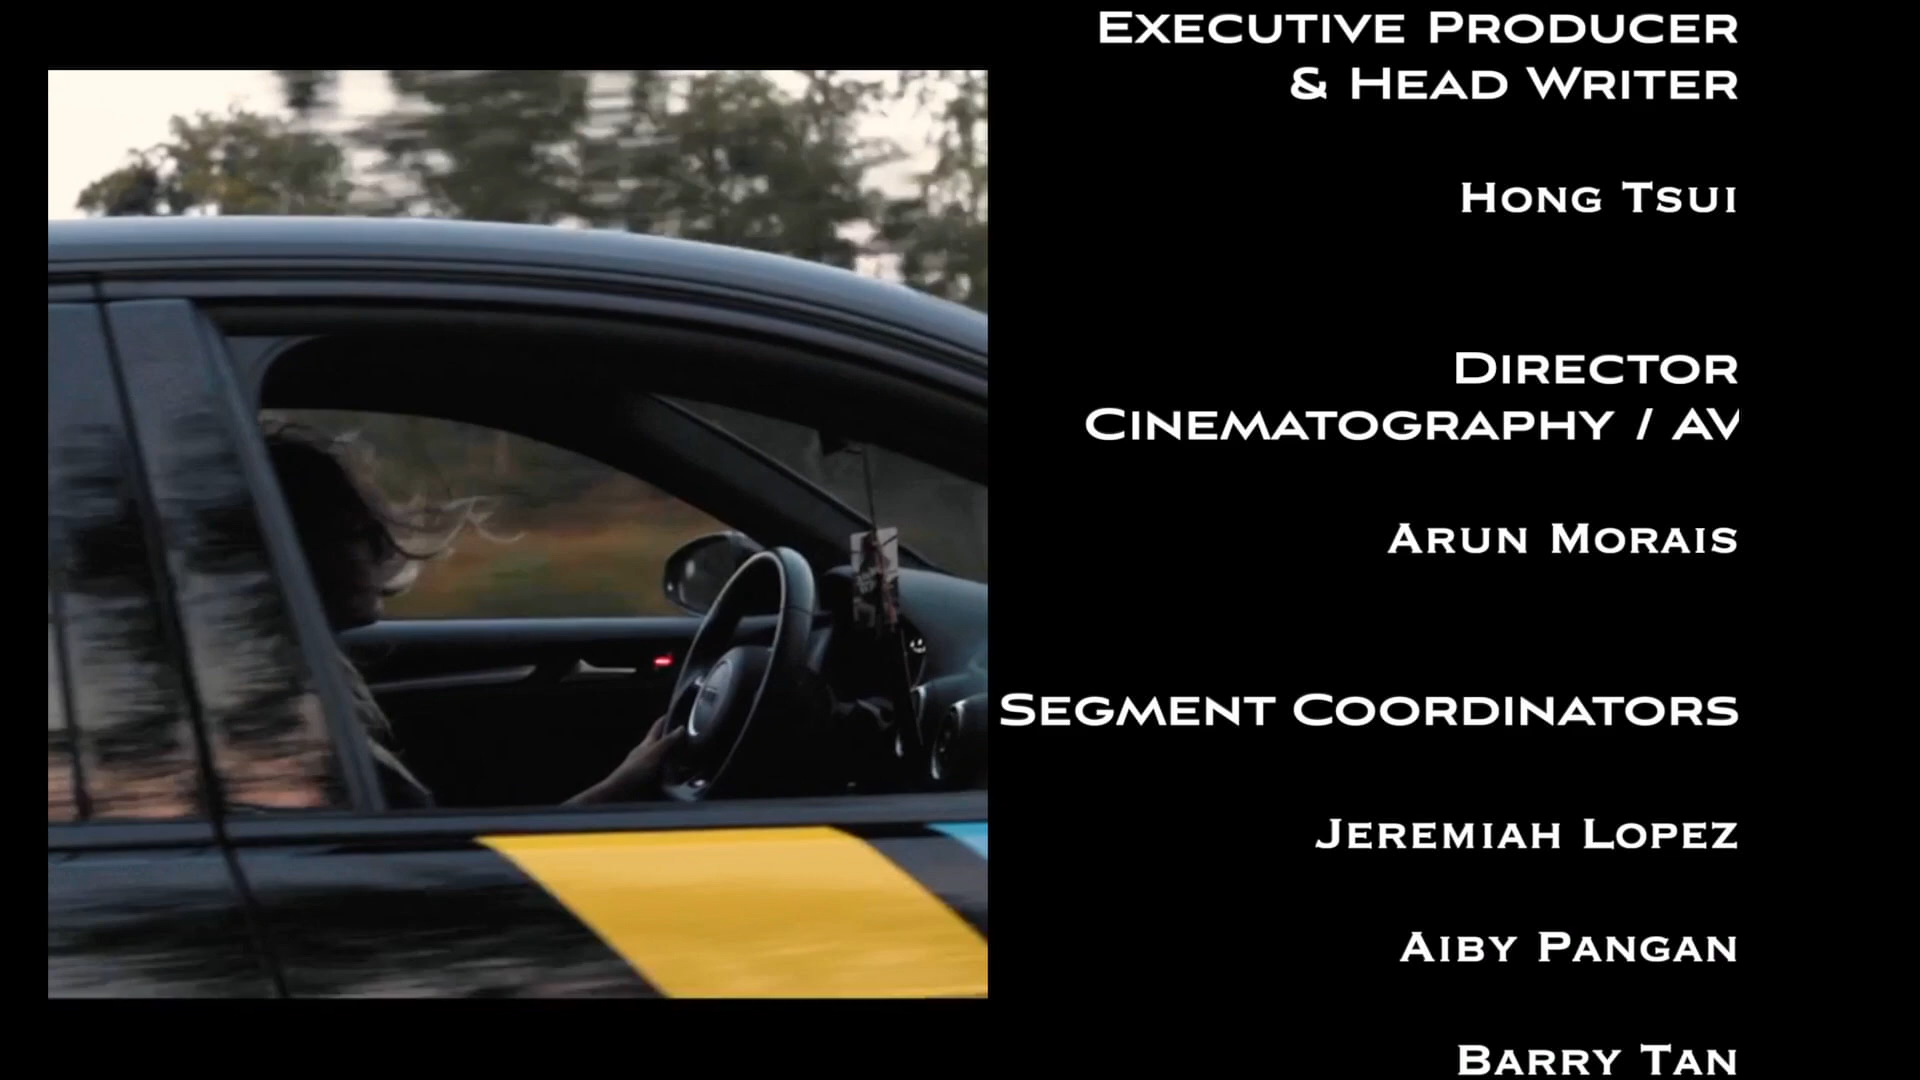 EXECUTIVE PRODUCER
& HEAD WRITER
HONG TSUI
DIRECTOR
CINEMATOGRAPHY / AV
ARUN MORAIS
SEGMENT COORDINATORS
JEREMIAH LOPEZ
AIBY PANGAN
BARRY TAN